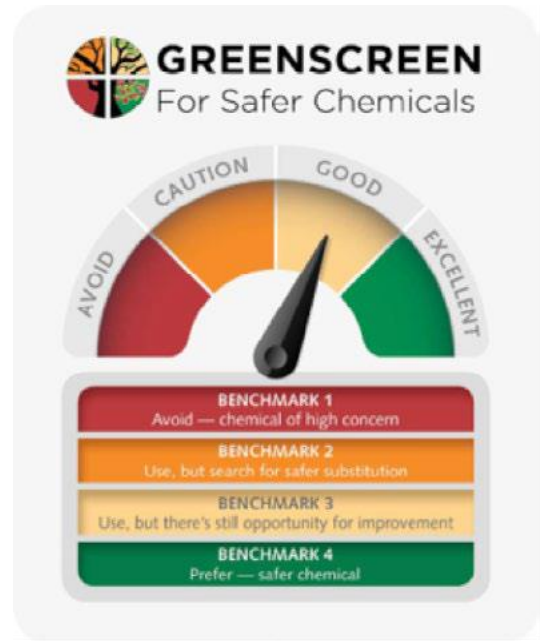 GREENSCREEN
For Safer Chemicals
AVOID
CAUTION
GOOD
EXCELLENT
BENCHMARK 1
Avoid — chemical of high concern
BENCHMARK 2
Use, but search for safer substitution
BENCHMARK 3
Use, but there's still opportunity for improvement
BENCHMARK 4
Prefer — safer chemical